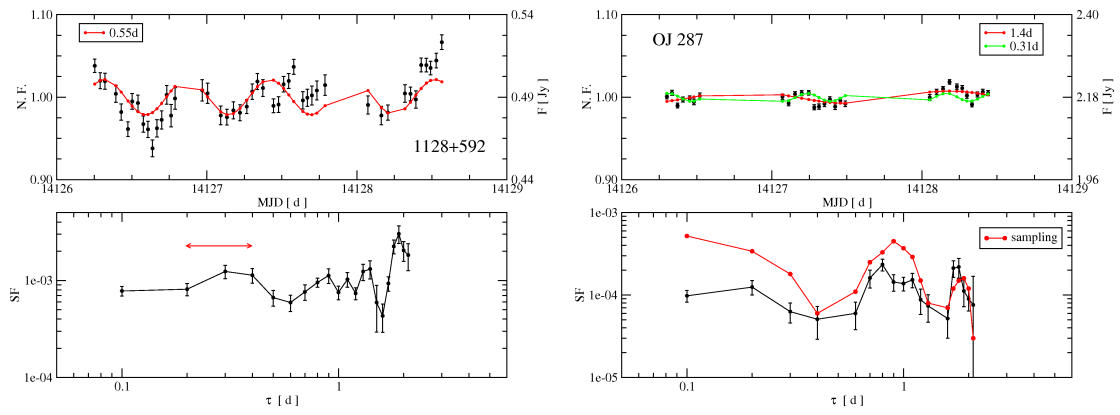 1.10
0.54
0.55d
N. F.
1.00
0.49
F [ Jy ]
1128+592
0.90
0.44
14126
14127
14128
14129
MJD [ d ]
1e-03
SF
1e-04
0.1
1
τ [ d ]
1.10
2.40
OJ 287
1.4d
0.31d
N. F.
1.00
2.18
F [ Jy ]
0.90
1.96
14126
14127
14128
14129
MJD [ d ]
1e-03
sampling
SF
1e-04
1e-05
0.1
1
τ [ d ]